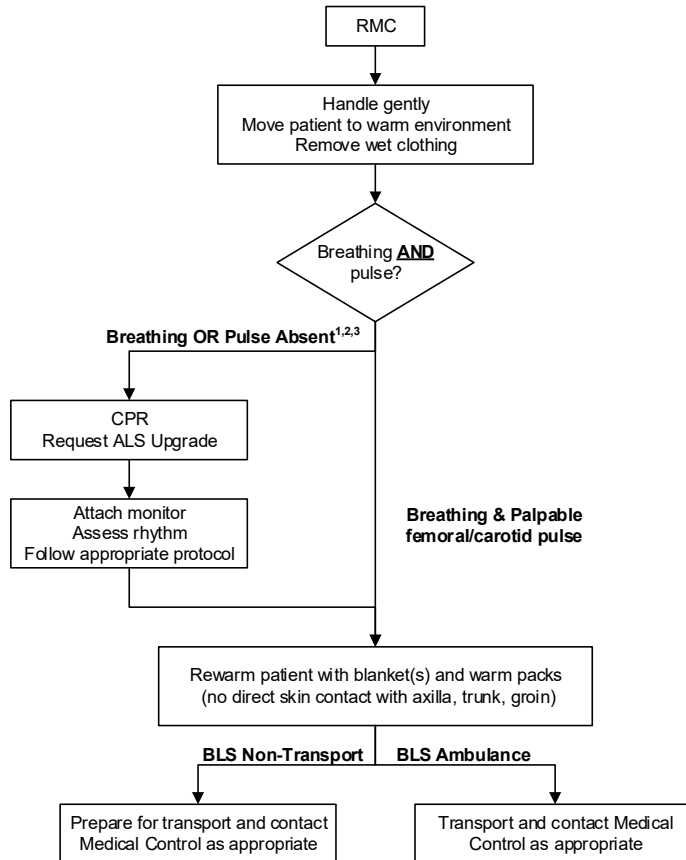 RMC
Handle gently
Move patient to warm environment
Remove wet clothing
Breathing AND
pulse?
Breathing OR Pulse Absent1,2,3
CPR
Request ALS Upgrade
Attach monitor
Assess rhythm
Follow appropriate protocol
Breathing & Palpable
femoral/carotid pulse
Rewarm patient with blanket(s) and warm packs
(no direct skin contact with axilla, trunk, groin)
BLS Non-Transport
BLS Ambulance
Prepare for transport and contact
Medical Control as appropriate
Transport and contact Medical
Control as appropriate